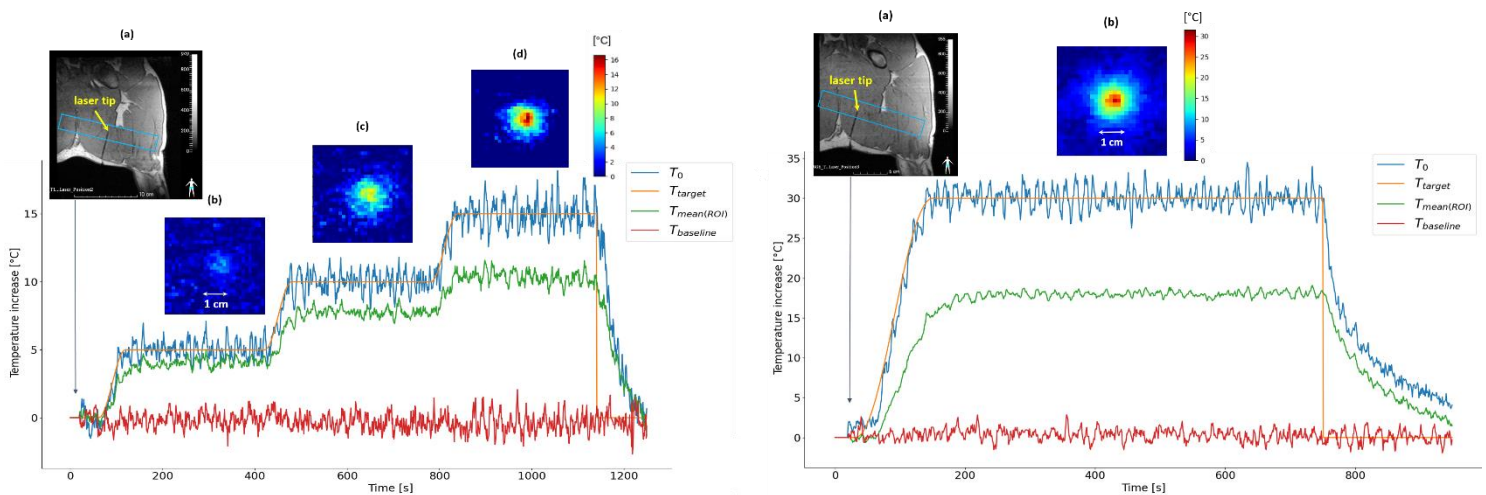 (a)
laser tip
T1_Laser_Position2
10 cm
(b)
1 cm
(c)
(d)
[°C]
16
14
12
10
8
6
4
2
0
T0
Ttarget
Tmean(ROI)
Tbaseline
Temperature increase [°C]
15
10
5
0
0 200 400 600 800 1000 1200
Time [s]
(a)
laser tip
(b)
1 cm
[°C]
30
25
20
15
10
5
0
T0
Ttarget
Tmean(ROI)
Tbaseline
Temperature increase [°C]
35
30
25
20
15
10
5
0
0 200 400 600 800
Time [s]